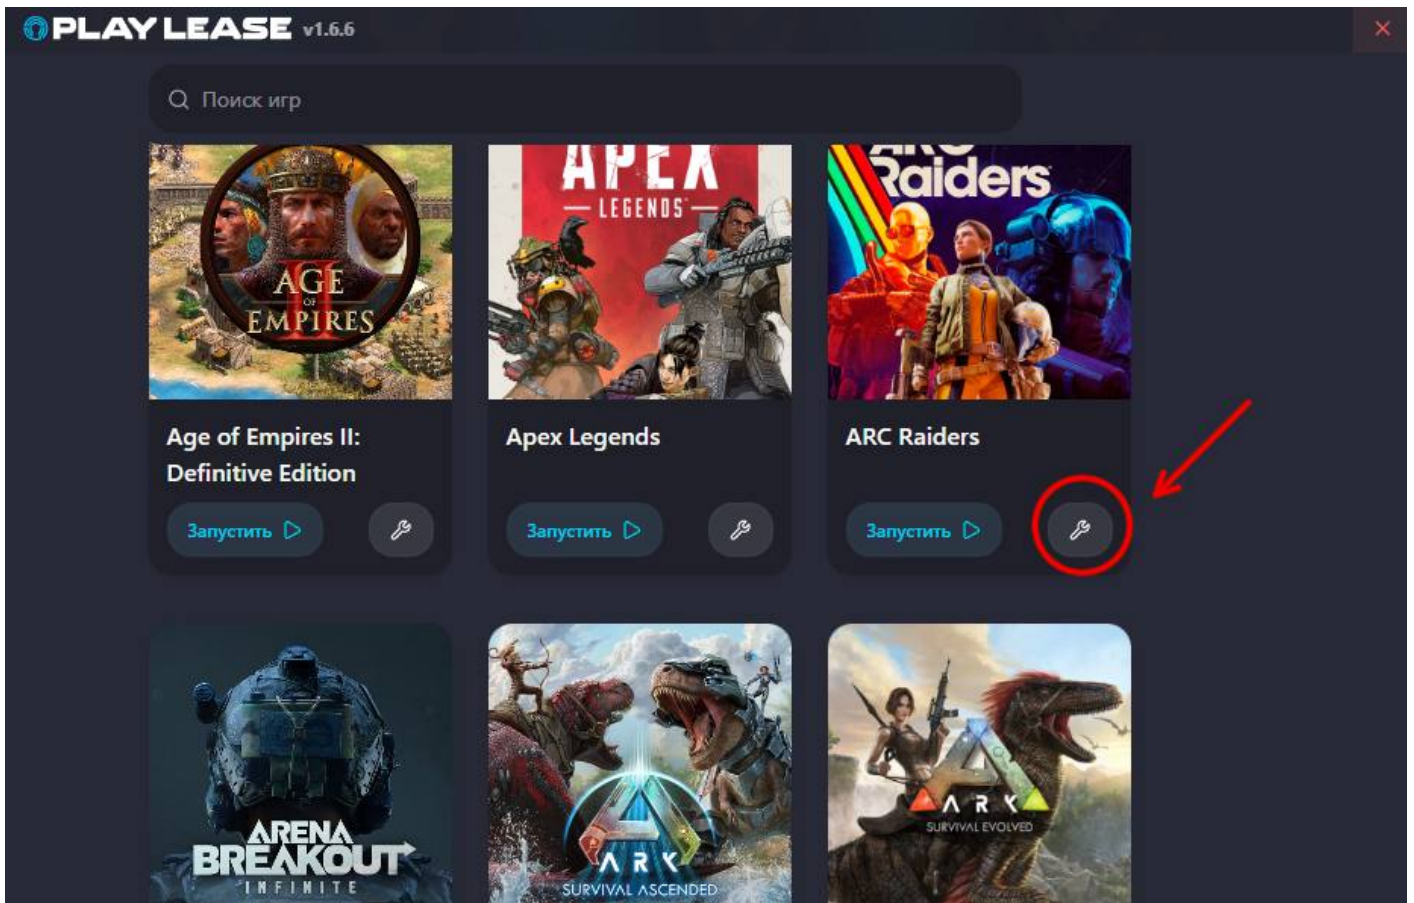 PLAY LEASE v1.6.6
Поиск игр
AGE
II
OF
EMPIRES
APEX
LEGENDS
ARC
Raiders
Age of Empires II:
Definitive Edition
Apex Legends
ARC Raiders
Запустить
Запустить
Запустить
ARENA
BREAKOUT
INFINITE
ARK
SURVIVAL ASCENDED
ARK
SURVIVAL EVOLVED